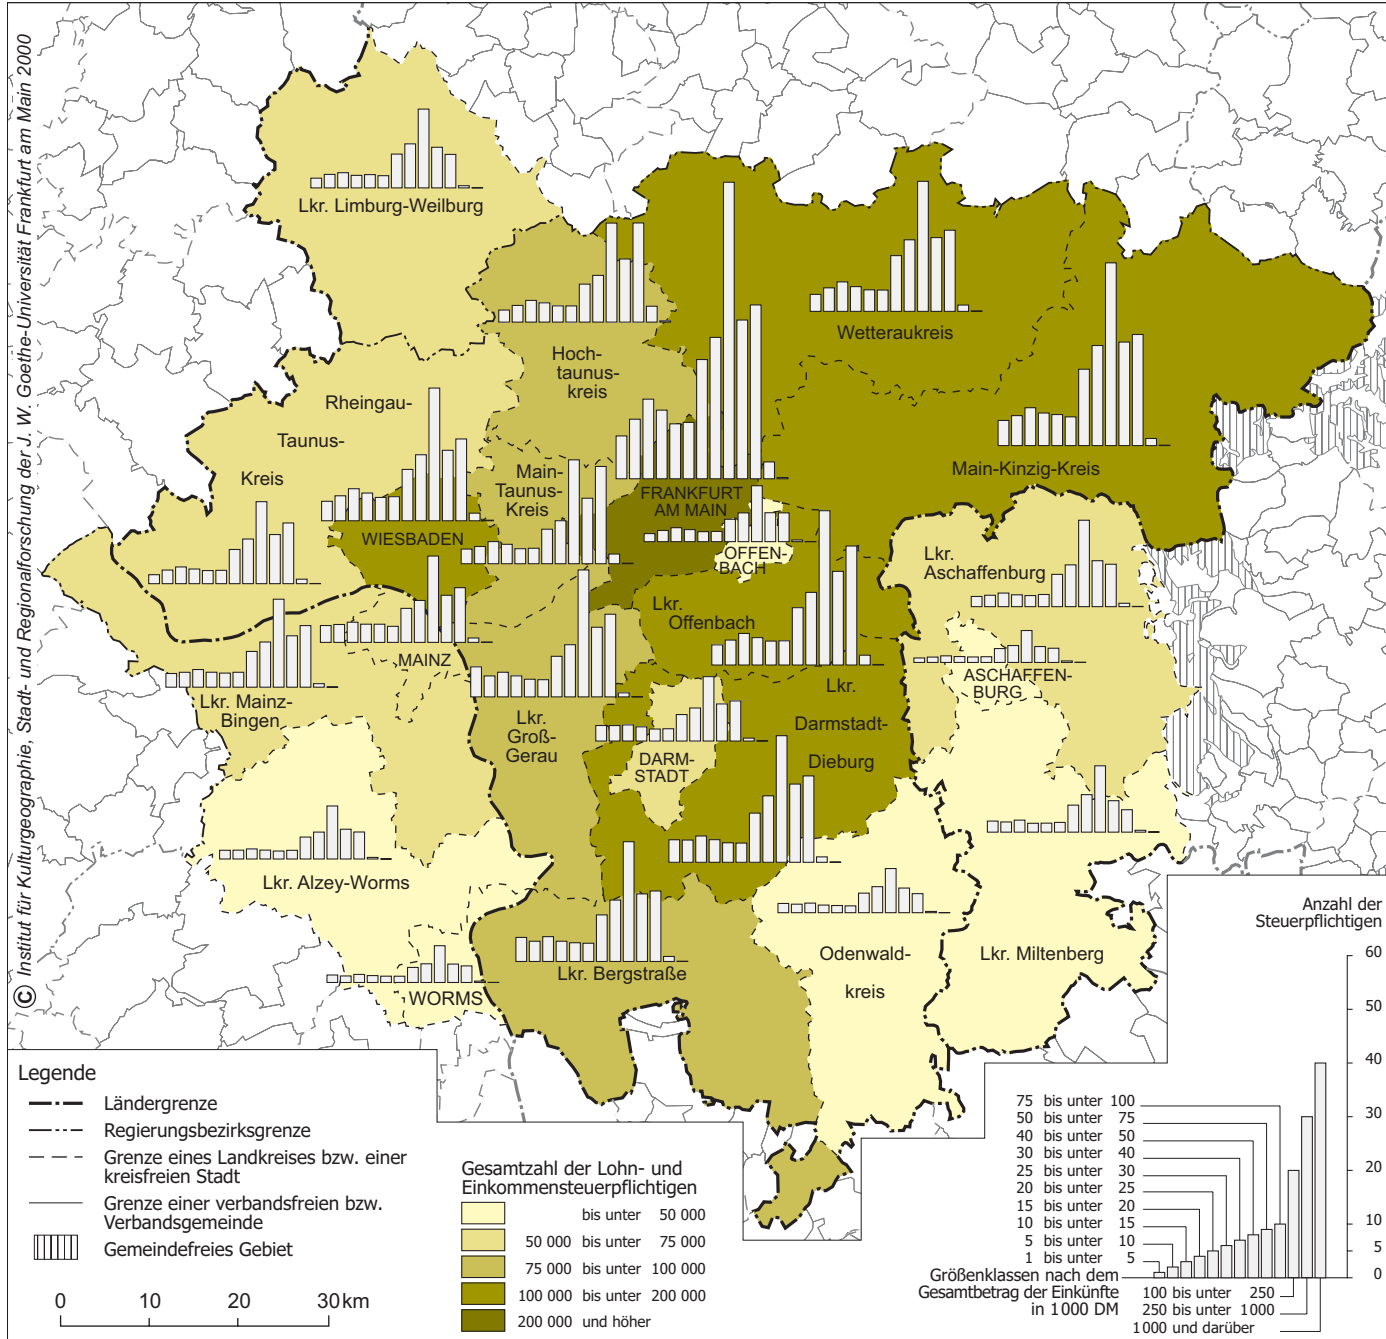 © Institut für Kulturgeographie, Stadt- und Regionalforschung der J. W. Goethe-Universität Frankfurt am Main 2000
Lkr. Limburg-Weilburg
Wetteraukreis
Hoch-
taunus-
kreis
Rheingau-
Taunus-
Kreis
Main-
Taunus-
Kreis
Main-Kinzig-Kreis
FRANKFURT
AM MAIN
WIESBADEN
OFFEN-
BACH
Lkr.
Aschaffenburg
Lkr.
Offenbach
MAINZ
ASCHAFFEN-
BURG
Lkr. Mainz-
Bingen
Lkr.
Groß-
Gerau
Lkr.
Darmstadt-
Dieburg
DARM-
STADT
Lkr. Alzey-Worms
Lkr. Bergstraße
WORMS
Odenwald-
kreis
Lkr. Miltenberg
Legende
Ländergrenze
Regierungsbezirksgrenze
Grenze eines Landkreises bzw. einer
kreisfreien Stadt
Grenze einer verbandsfreien bzw.
Verbandsgemeinde
Gemeindefreies Gebiet
0 10 20 30 km
Gesamtzahl der Lohn- und
Einkommensteuerpflichtigen
bis unter 50 000
50 000 bis unter 75 000
75 000 bis unter 100 000
100 000 bis unter 200 000
200 000 und höher
Anzahl der
Steuerpflichtigen
60
50
40
30
20
10
5
0
75 bis unter 100
50 bis unter 75
40 bis unter 50
30 bis unter 40
25 bis unter 30
20 bis unter 25
15 bis unter 20
10 bis unter 15
5 bis unter 10
1 bis unter 5
Größenklassen nach dem
Gesamtbetrag der Einkünfte
in 1000 DM
100 bis unter 250
250 bis unter 1000
1000 und darüber